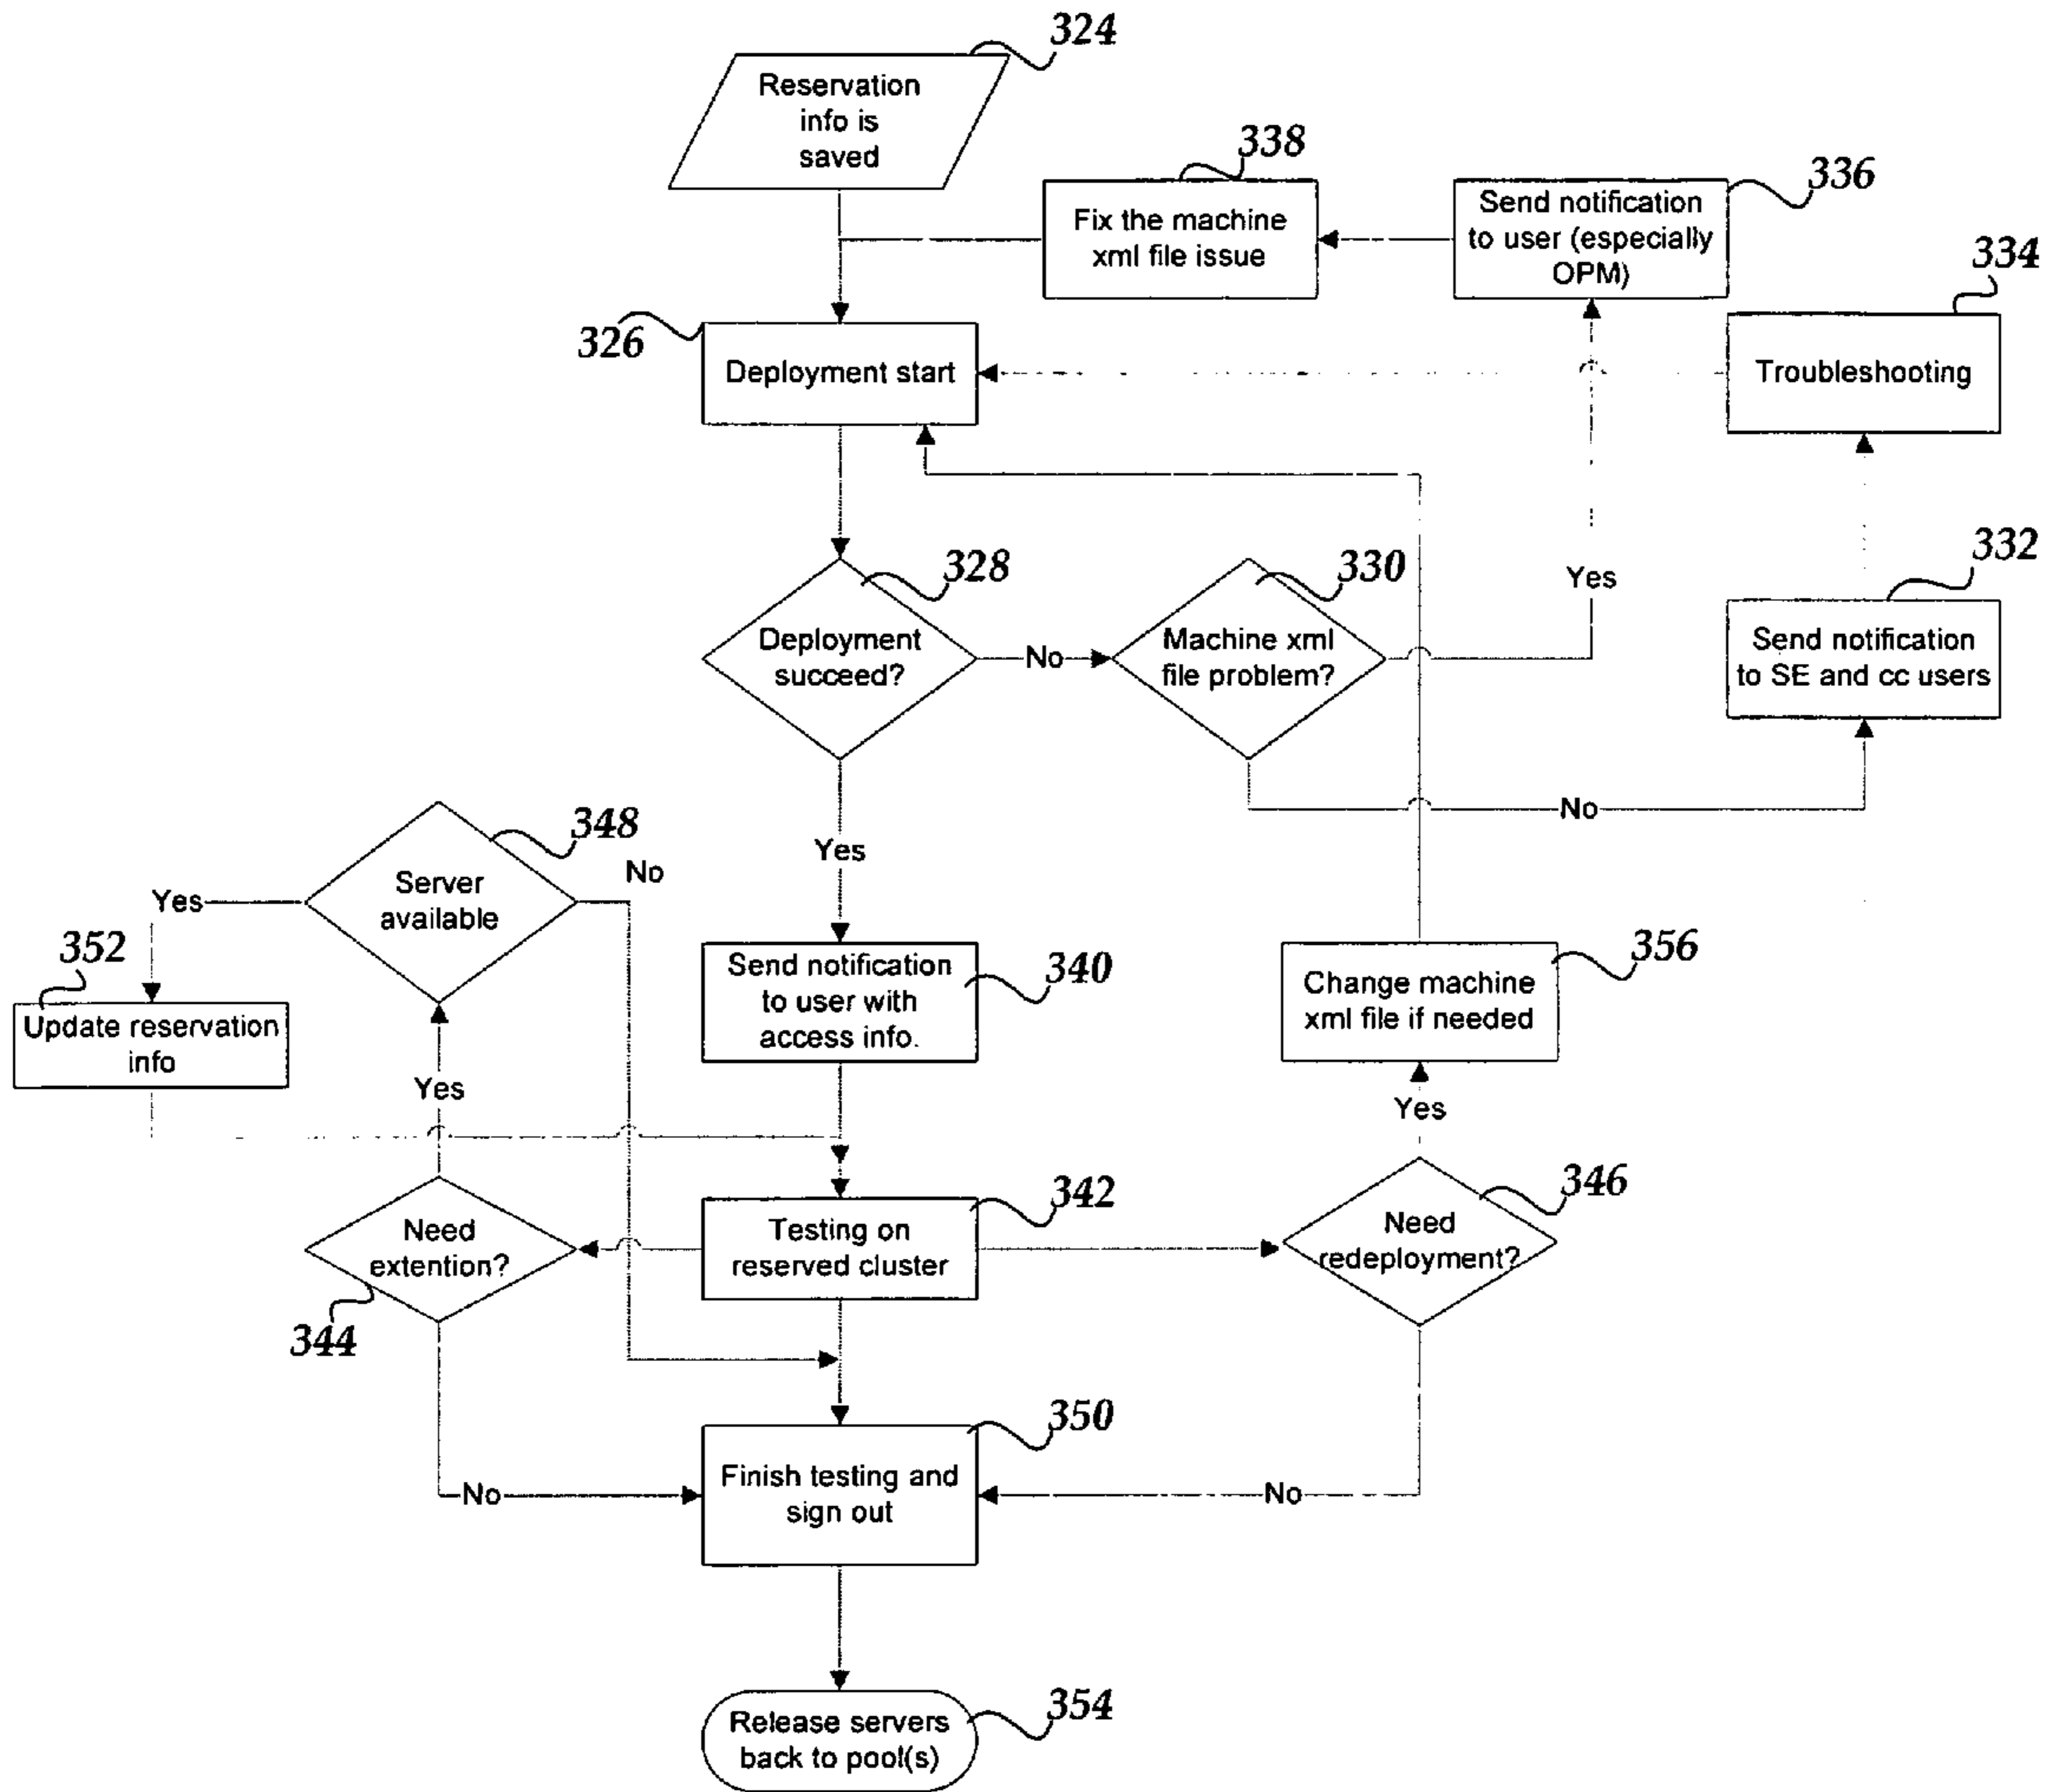 324
Reservation
info is
saved
338
Fix the machine
xml file issue
336
Send notification
to user (especially
OPM)
334
Troubleshooting
326
Deployment start
328
Deployment
succeed?
No
330
Machine xml
file problem?
Yes
332
Send notification
to SE and cc users
No
Yes
348
Server
available
No
Yes
352
Update reservation
info
340
Send notification
to user with
access info.
356
Change machine
xml file if needed
Yes
Yes
344
Need
extention?
342
Testing on
reserved cluster
346
Need
redeployment?
350
Finish testing and
sign out
No
No
354
Release servers
back to pool(s)